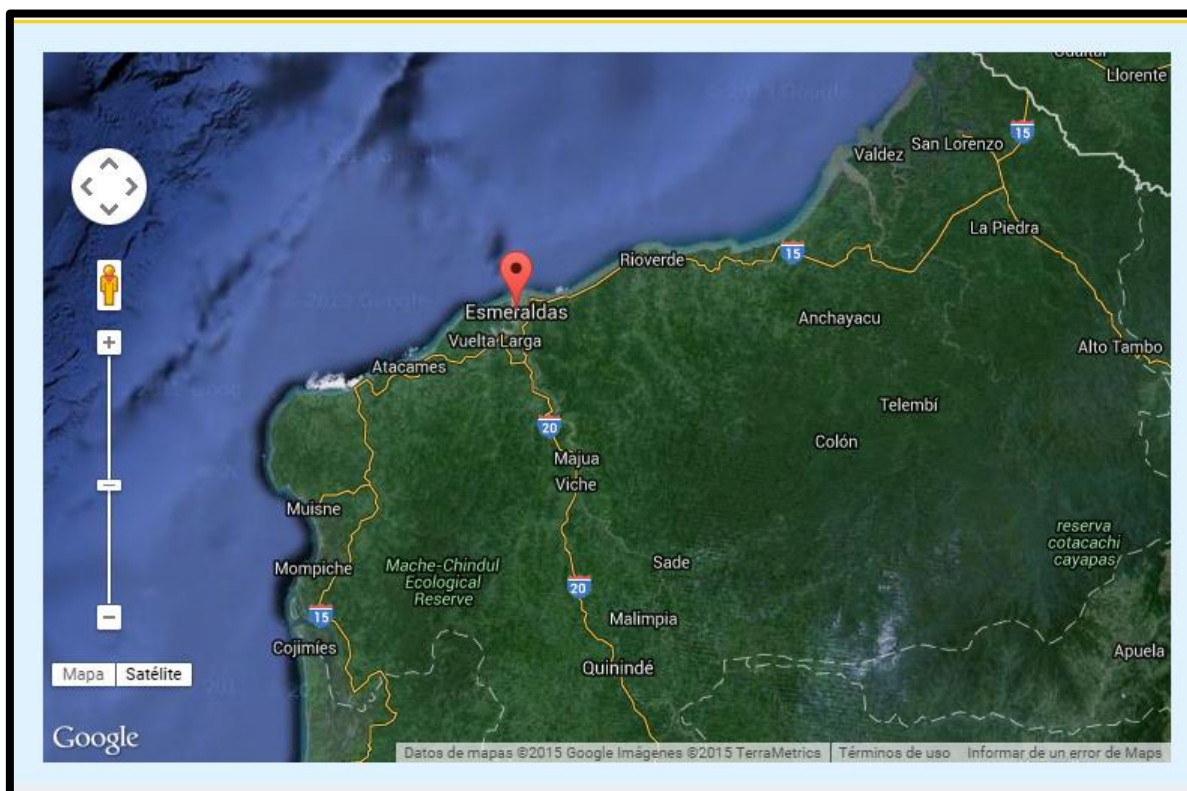 Llorente
15
San Lorenzo
Valdez
La Piedra
Rioverde
15
Esmeraldas
Anchayacu
Vuelta Larga
Alto Tambo
Atacames
Telembí
20
Colón
Majua
Viche
Muisne
reserva
cotacachi
cayapas
Mache-Chindul
Ecological
Reserve
Mompiche
Sade
20
15
Malimpia
Cojimíes
Apuela
Quinindé
Mapa
Satélite
Google
Datos de mapas ©2015 Google Imágenes ©2015 TerraMetrics
Términos de uso
Informar de un error de Maps